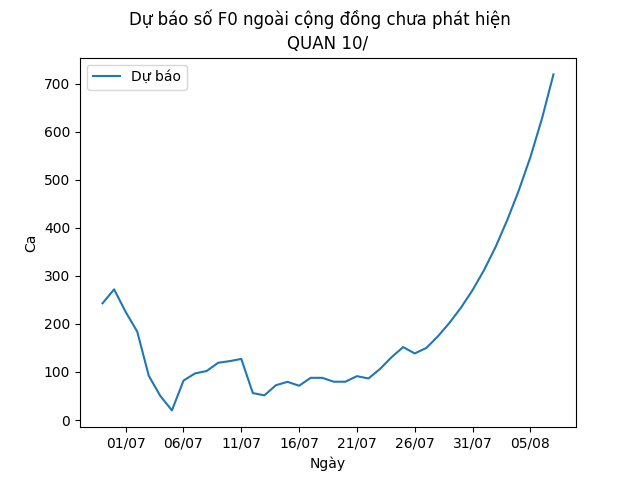 Dự báo số F0 ngoài cộng đồng chưa phát hiện
QUAN 10/
Dự báo
700
600
500
400
300
200
100
0
Ca
01/07 06/07 11/07 16/07 21/07 26/07 31/07 05/08
Ngày